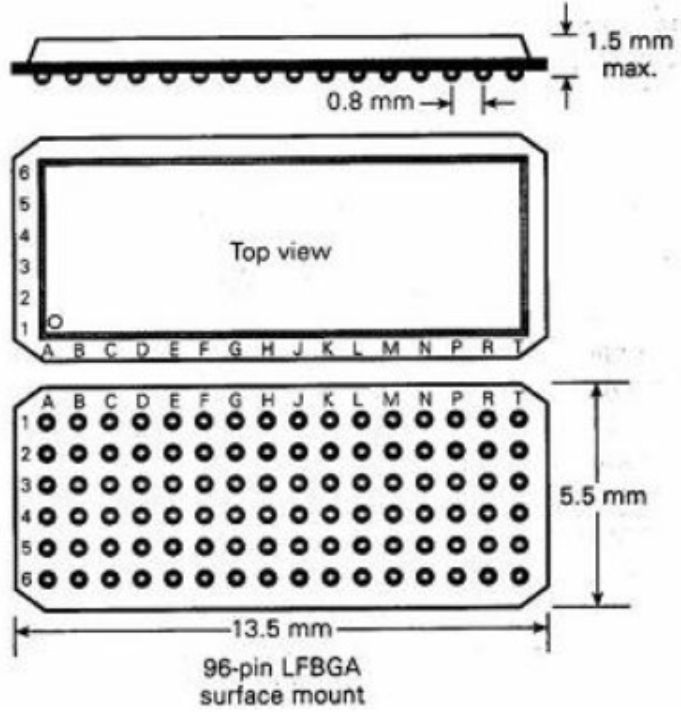 1.5 mm
max.
0.8 mm
6
5
4
3
2
1
Top view
A B C D E F G H J K L M N P R T
A B C D E F G H J K L M N P R T
1
2
3
4
5
6
5.5 mm
13.5 mm
96-pin LFBGA
surface mount